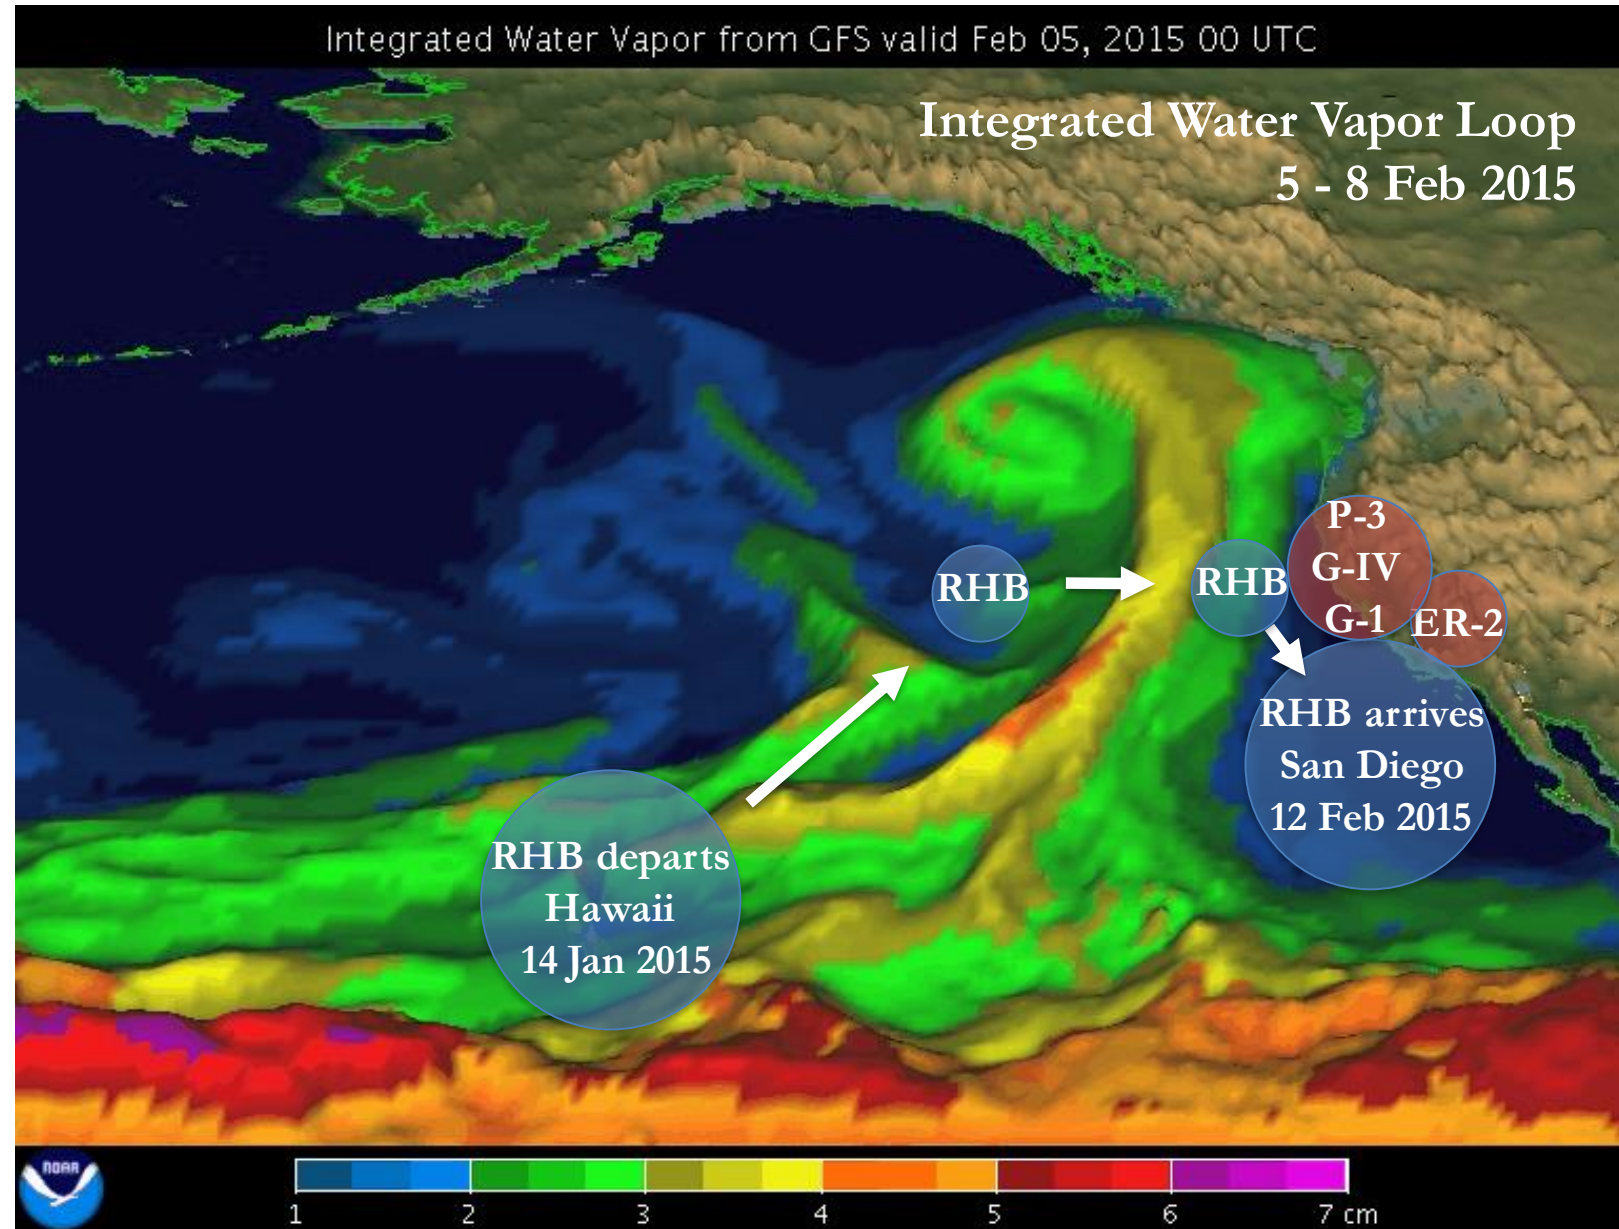 Integrated Water Vapor from GFS valid Feb 05, 2015 00 UTC
Integrated Water Vapor Loop
5 - 8 Feb 2015
RHB
RHB
P-3
G-IV
G-1
ER-2
RHB arrives
San Diego
12 Feb 2015
RHB departs
Hawaii
14 Jan 2015
NOAA
1 2 3 4 5 6 7 cm